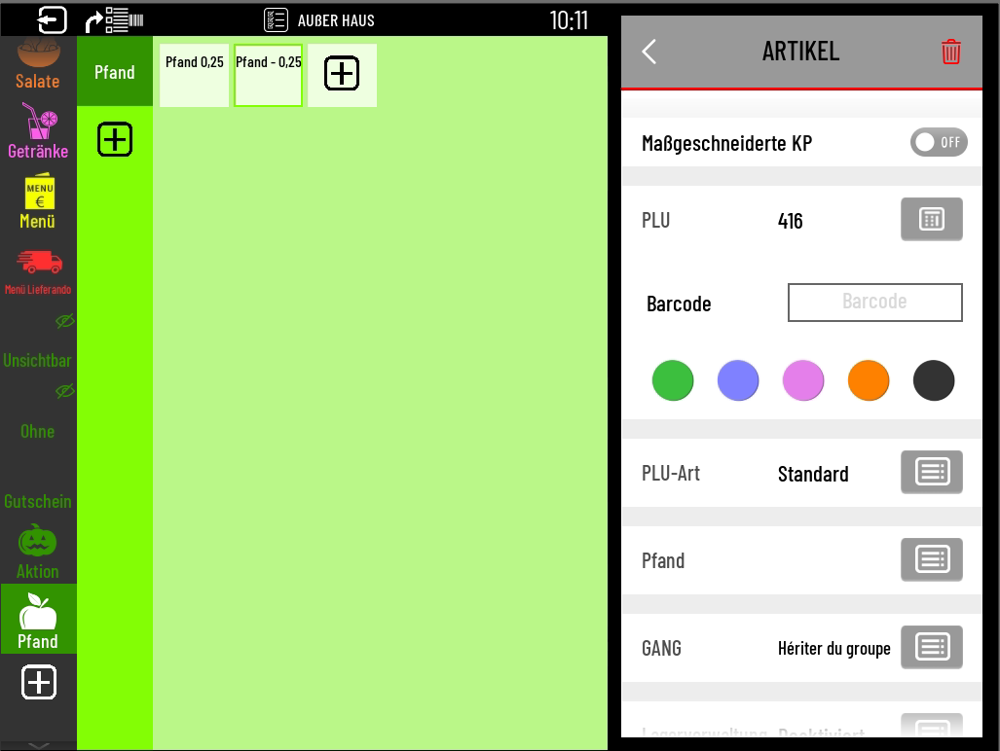 AUßER HAUS
10:11
Salate
Getränke
MENU
€
Menü
Menü Lieferando
Unsichtbar
Ohne
Gutschein
Aktion
Pfand
Pfand
Pfand 0,25
Pfand - 0,25
ARTIKEL
Maßgeschneiderte KP
OFF
PLU 416
Barcode Barcode
PLU-Art Standard
Pfand
GANG Hériter du groupe
Lagerverwaltung Deaktiviert